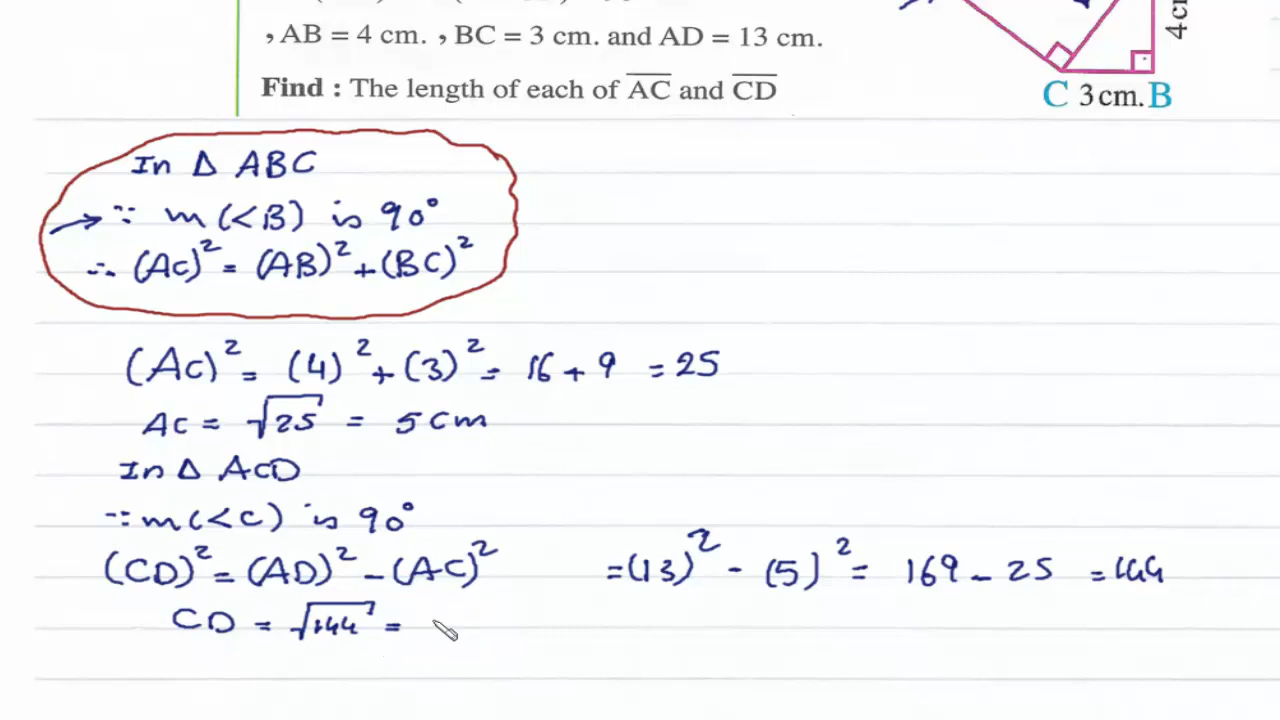 , AB = 4 cm. , BC = 3 cm. and AD = 13 cm.
Find : The length of each of AC and CD
4c
C 3 cm. B
In Δ ABC
→ ∵ m (<B) is 90°
∴ (AC)² = (AB)² + (BC)²
(AC)² = (4)² + (3)² = 16 + 9 = 25
AC = √25 = 5 cm
In Δ ACD
∵ m (<C) is 90°
(CD)² = (AD)² - (AC)² = (13)² - (5)² = 169 - 25 = 144
CD = √144 =